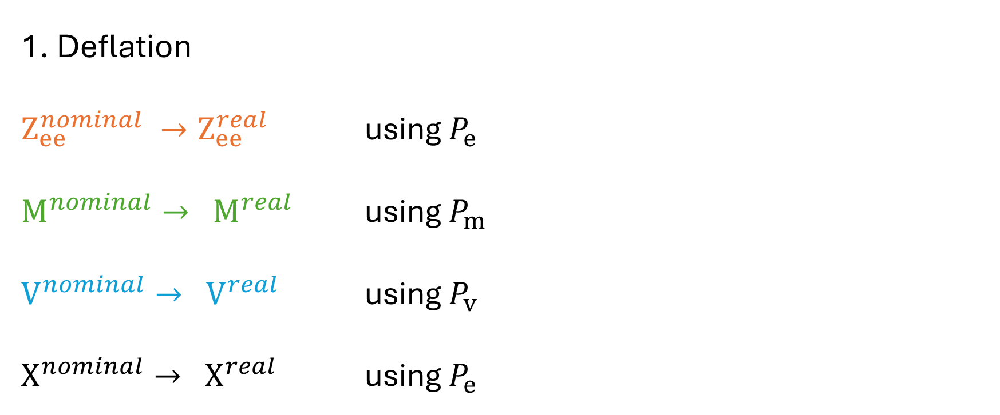 1. Deflation
Z_ee^nominal → Z_ee^real using P_e
M^nominal → M^real using P_m
V^nominal → V^real using P_v
X^nominal → X^real using P_e